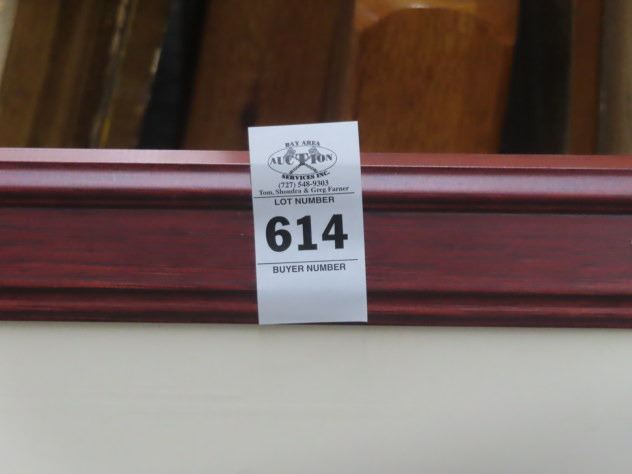 BAY AREA
AUCTION
SERVICES INC.
(727) 548-9303
Tom, Shondra & Greg Farner
LOT NUMBER
614
BUYER NUMBER